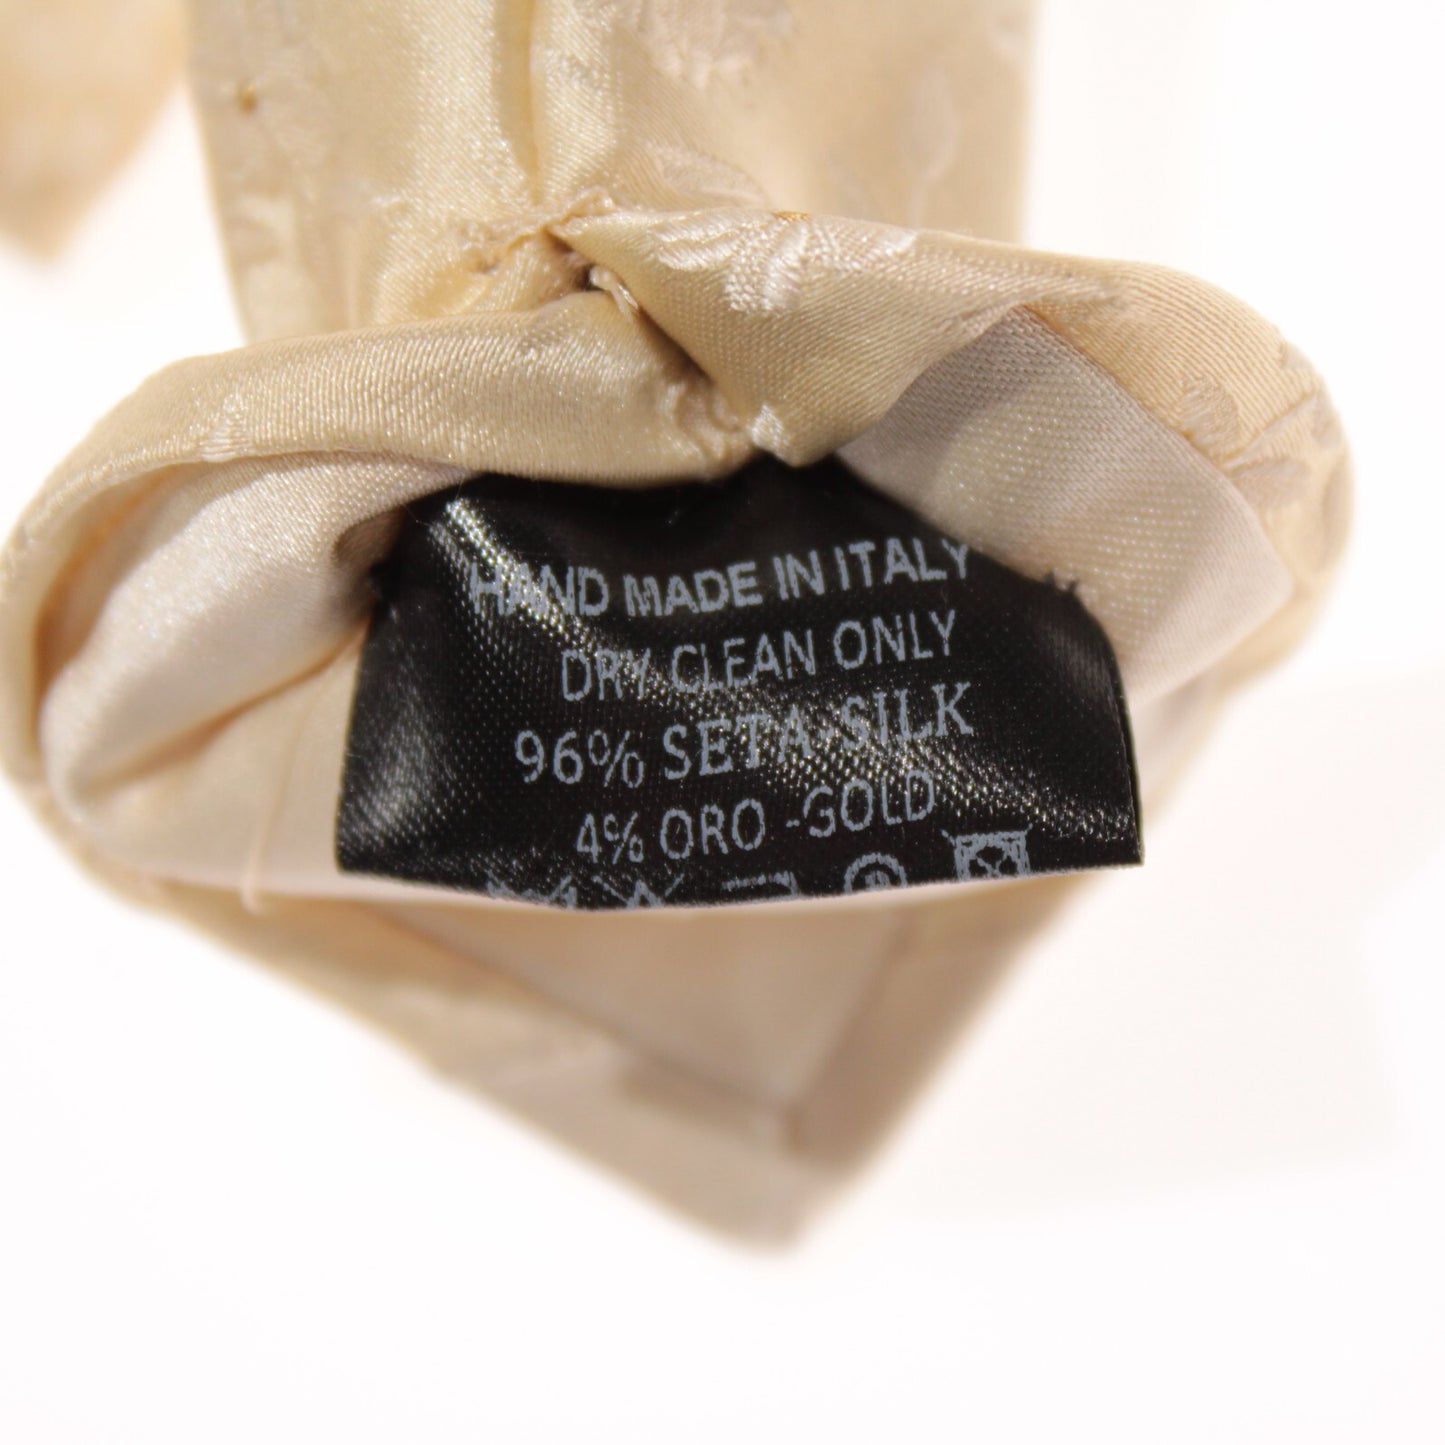 HAND MADE IN ITALY
DRY CLEAN ONLY
96% SETA-SILK
4% ORO -GOLD